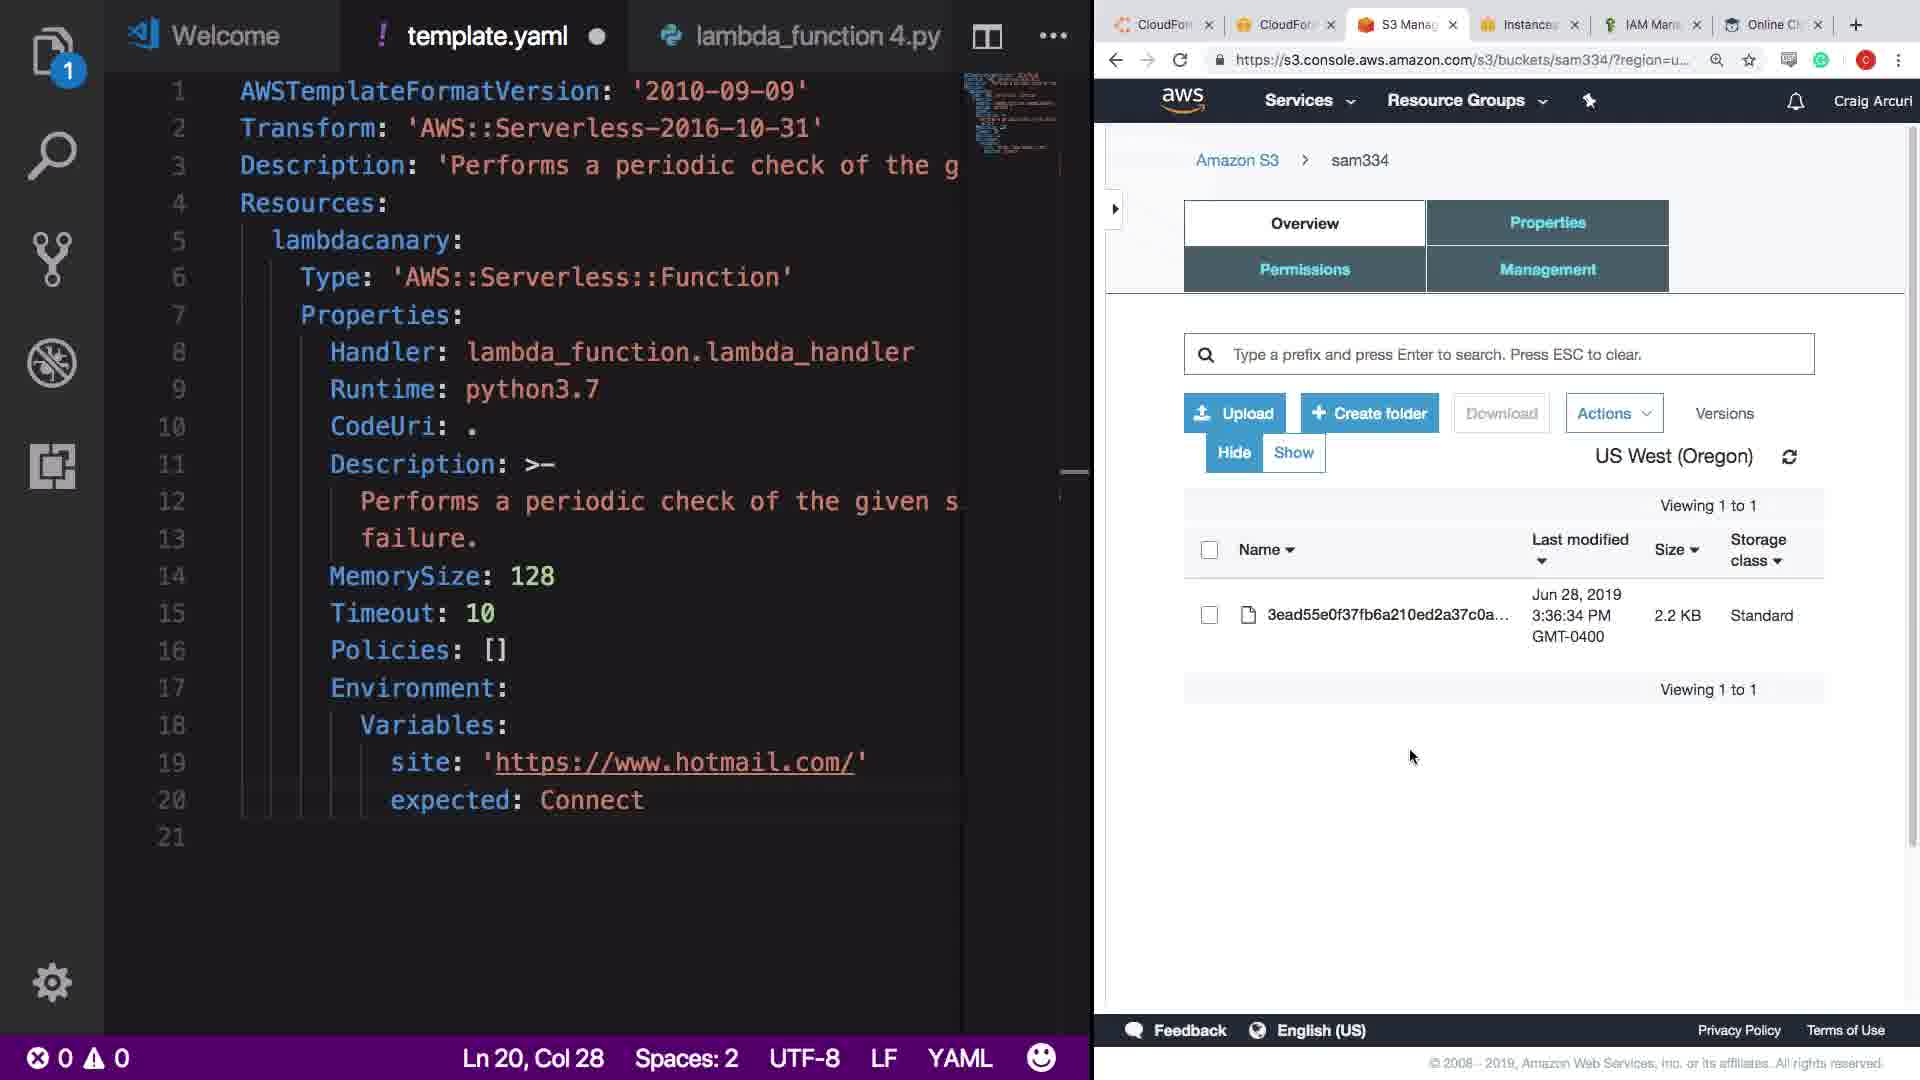 1
Welcome
! template.yaml
lambda_function 4.py
1 AWSTemplateFormatVersion: '2010-09-09'
2 Transform: 'AWS::Serverless-2016-10-31'
3 Description: 'Performs a periodic check of the g
4 Resources:
5 lambdacanary:
6 Type: 'AWS::Serverless::Function'
7 Properties:
8 Handler: lambda_function.lambda_handler
9 Runtime: python3.7
10 CodeUri: .
11 Description: >-
12 Performs a periodic check of the given s
13 failure.
14 MemorySize: 128
15 Timeout: 10
16 Policies: []
17 Environment:
18 Variables:
19 site: 'https://www.hotmail.com/'
20 expected: Connect
21
0 0
Ln 20, Col 28 Spaces: 2 UTF-8 LF YAML
CloudFor CloudFor S3 Manag Instances IAM Mana Online C
https://s3.console.aws.amazon.com/s3/buckets/sam334/?region=u...
C
aws Services Resource Groups Craig Arcuri
Amazon S3 > sam334
Overview Properties
Permissions Management
Type a prefix and press Enter to search. Press ESC to clear.
Upload + Create folder Download Actions Versions
Hide Show
US West (Oregon)
Viewing 1 to 1
Name Last modified Size Storage class
3ead55e0f37fb6a210ed2a37c0a...
Jun 28, 2019
3:36:34 PM
GMT-0400
2.2 KB Standard
Viewing 1 to 1
Feedback English (US) Privacy Policy Terms of Use
© 2008 - 2019, Amazon Web Services, Inc. or its affiliates. All rights reserved.